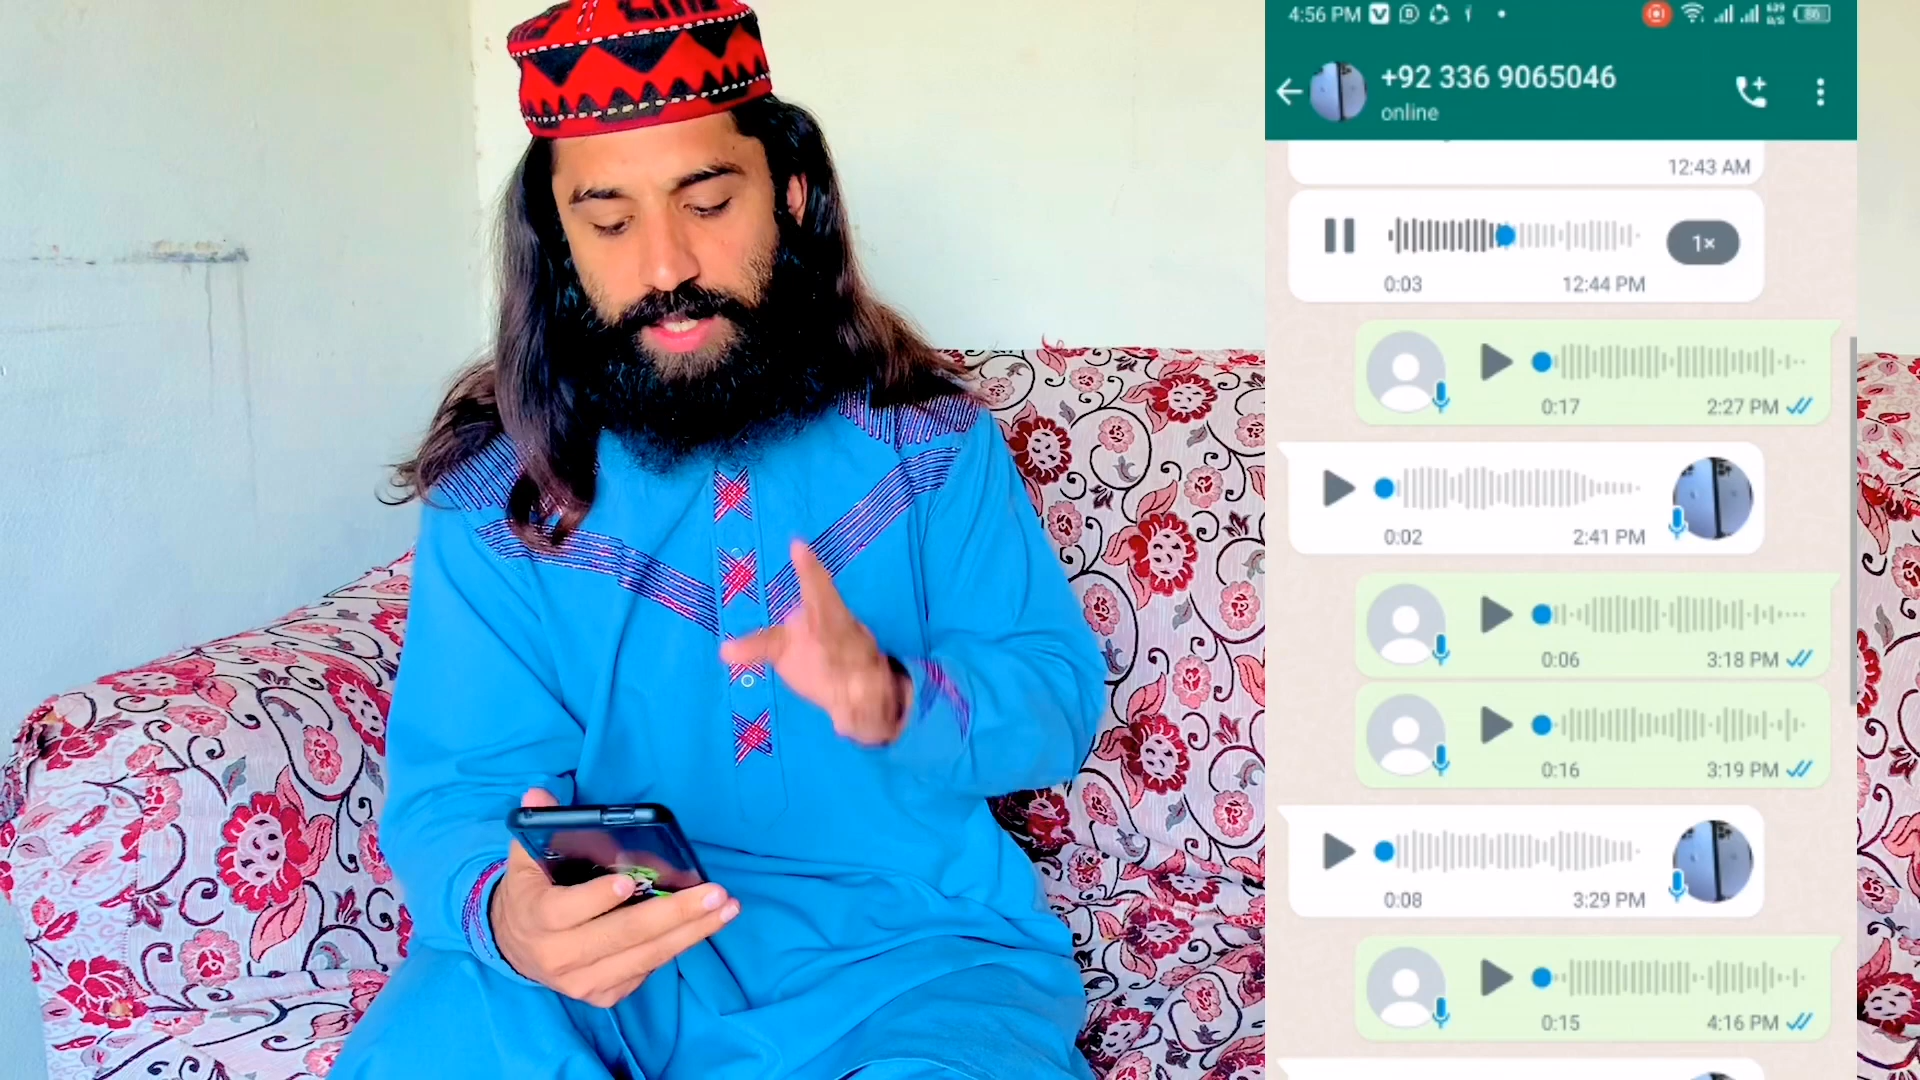 4:56 PM
86
+92 336 9065046
online
12:43 AM
1×
0:03 12:44 PM
0:17 2:27 PM
0:02 2:41 PM
0:06 3:18 PM
0:16 3:19 PM
0:08 3:29 PM
0:15 4:16 PM